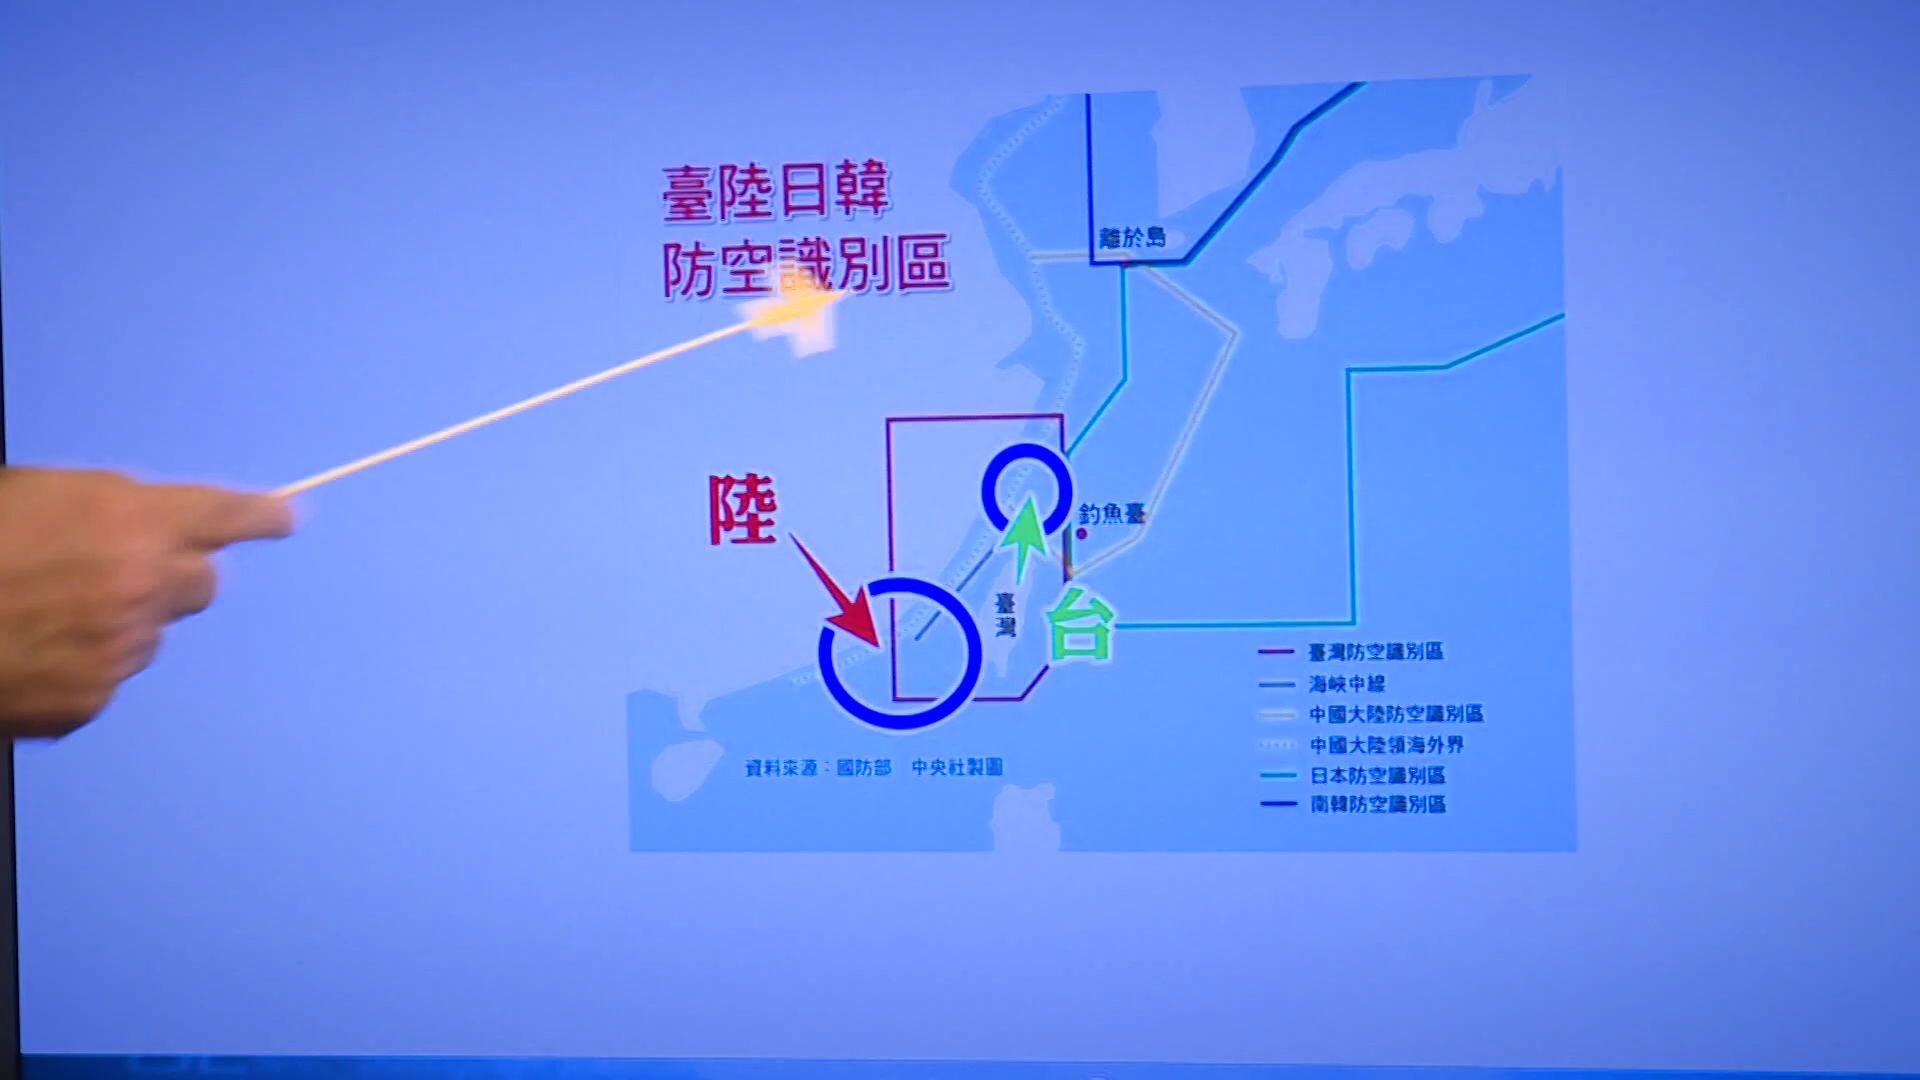 臺陸日韓
防空識別區
離於島
陸
釣魚臺
臺灣
台
臺灣防空識別區
海峽中線
中國大陸防空識別區
中國大陸領海外界
日本防空識別區
南韓防空識別區
資料來源：國防部 中央社製圖